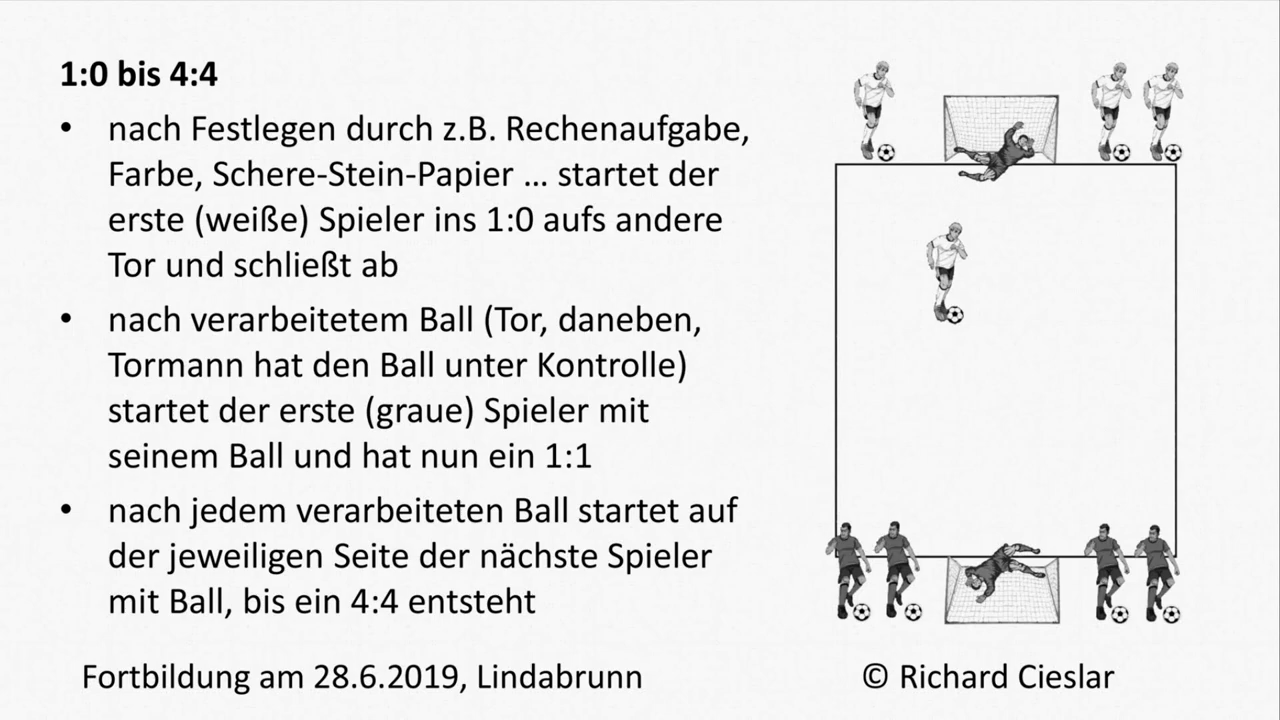 1:0 bis 4:4
• nach Festlegen durch z.B. Rechenaufgabe,
Farbe, Schere-Stein-Papier ... startet der
erste (weiße) Spieler ins 1:0 aufs andere
Tor und schließt ab
• nach verarbeitetem Ball (Tor, daneben,
Tormann hat den Ball unter Kontrolle)
startet der erste (graue) Spieler mit
seinem Ball und hat nun ein 1:1
• nach jedem verarbeiteten Ball startet auf
der jeweiligen Seite der nächste Spieler
mit Ball, bis ein 4:4 entsteht
Fortbildung am 28.6.2019, Lindabrunn
© Richard Cieslar